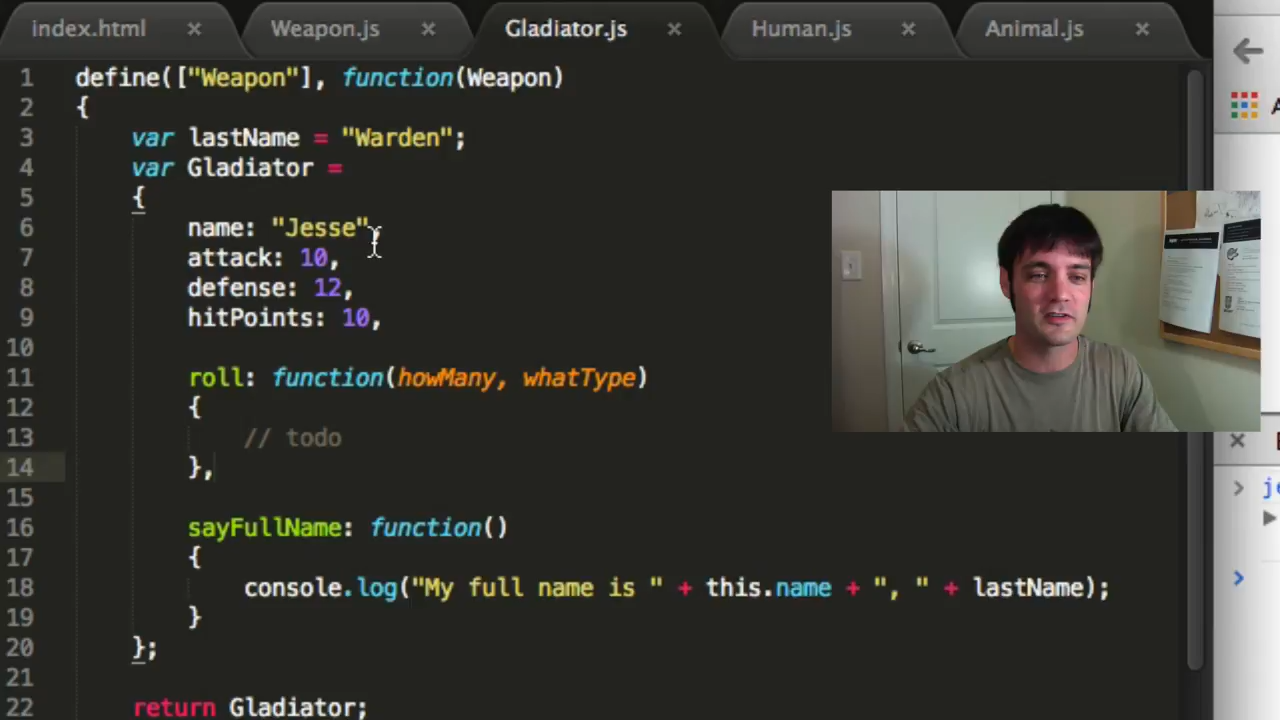 index.html × Weapon.js × Gladiator.js × Human.js × Animal.js ×
1 define(["Weapon"], function(Weapon)
2 {
3 var lastName = "Warden";
4 var Gladiator =
5 {
6 name: "Jesse",
7 attack: 10,
8 defense: 12,
9 hitPoints: 10,
10
11 roll: function(howMany, whatType)
12 {
13 // todo
14 },
15
16 sayFullName: function()
17 {
18 console.log("My full name is " + this.name + ", " + lastName);
19 }
20 };
21
22 return Gladiator;